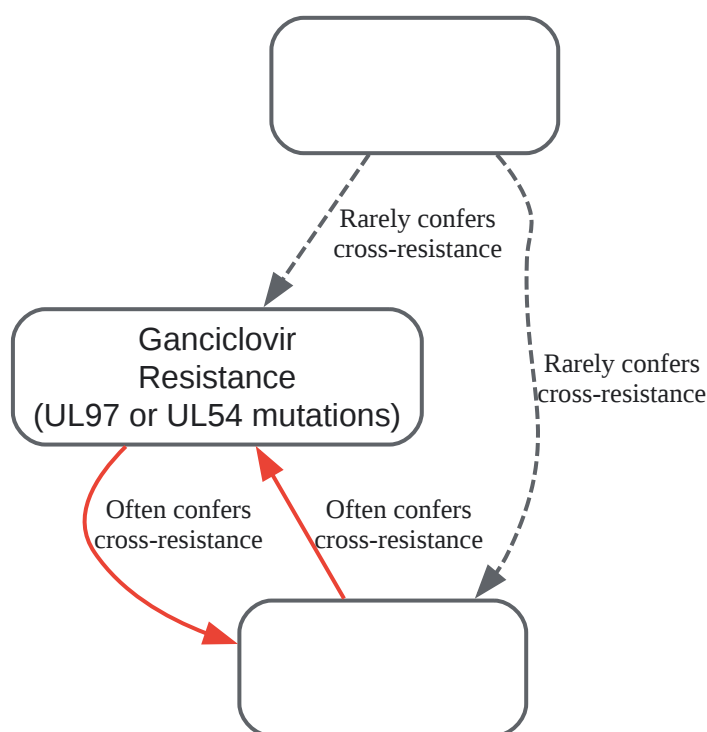 Rarely confers
cross-resistance
Ganciclovir
Resistance
(UL97 or UL54 mutations)
Rarely confers
cross-resistance
Often confers
cross-resistance
Often confers
cross-resistance